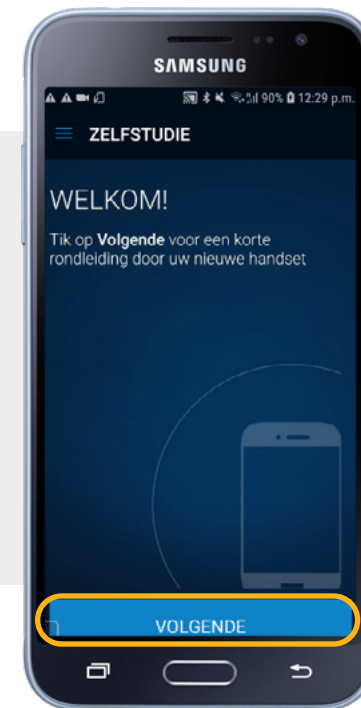 SAMSUNG
90% 12:29 p.m.
ZELFSTUDIE
WELKOM!
Tik op Volgende voor een korte
rondleiding door uw nieuwe handset
VOLGENDE